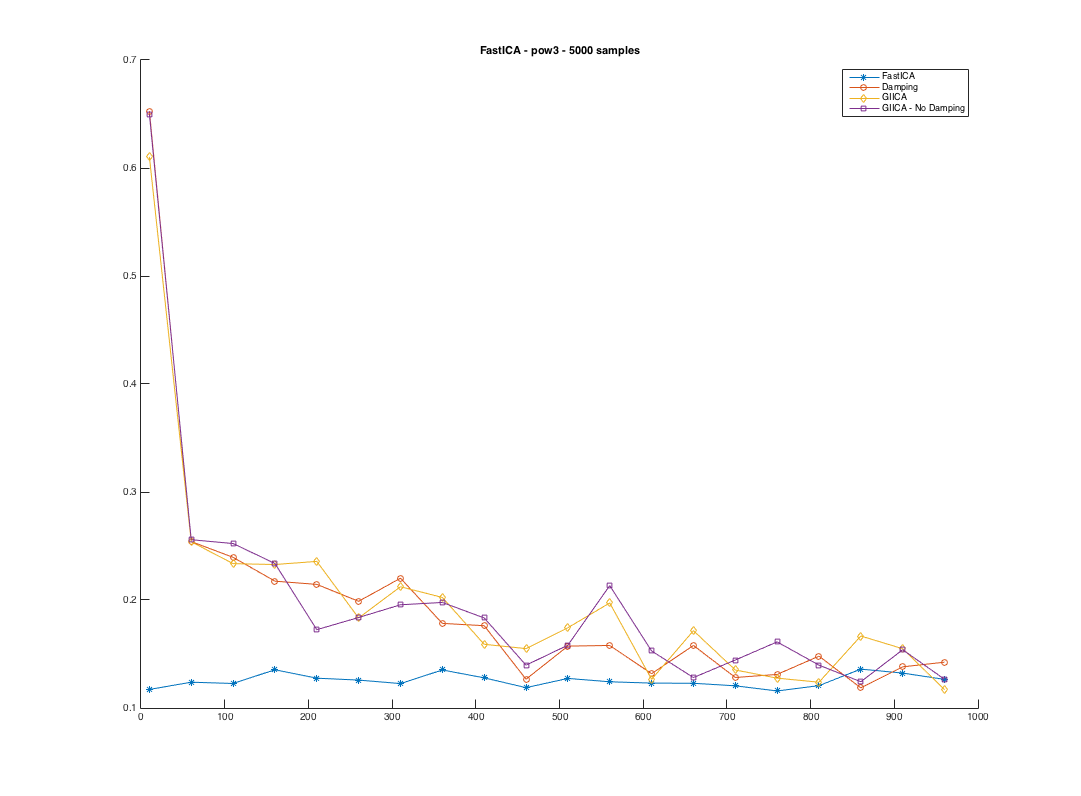 FastICA - pow3 - 5000 samples
FastICA
Damping
GIICA
GIICA - No Damping
0.7
0.6
0.5
0.4
0.3
0.2
0.1
0 100 200 300 400 500 600 700 800 900 1000